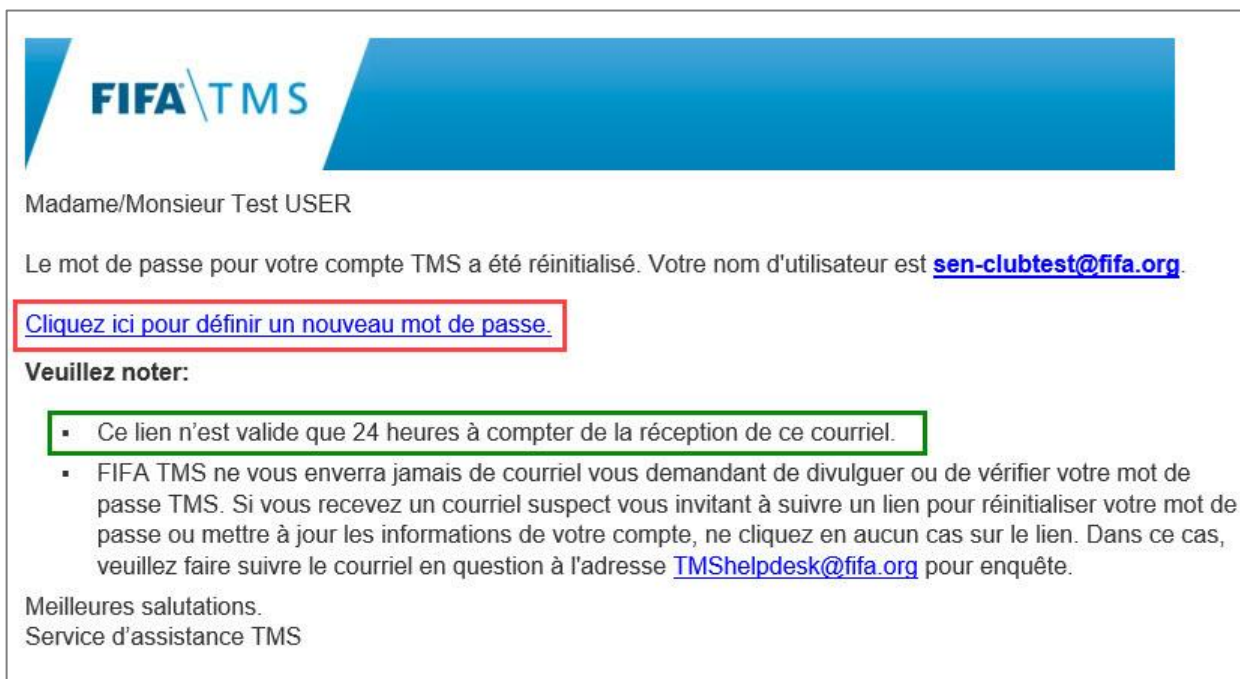 FIFA\TMS
Madame/Monsieur Test USER
Le mot de passe pour votre compte TMS a été réinitialisé. Votre nom d'utilisateur est sen-clubtest@fifa.org.
Cliquez ici pour définir un nouveau mot de passe.
Veuillez noter:
▪ Ce lien n’est valide que 24 heures à compter de la réception de ce courriel.
▪ FIFA TMS ne vous enverra jamais de courriel vous demandant de divulguer ou de vérifier votre mot de
passe TMS. Si vous recevez un courriel suspect vous invitant à suivre un lien pour réinitialiser votre mot de
passe ou mettre à jour les informations de votre compte, ne cliquez en aucun cas sur le lien. Dans ce cas,
veuillez faire suivre le courriel en question à l'adresse TMShelpdesk@fifa.org pour enquête.
Meilleures salutations.
Service d’assistance TMS